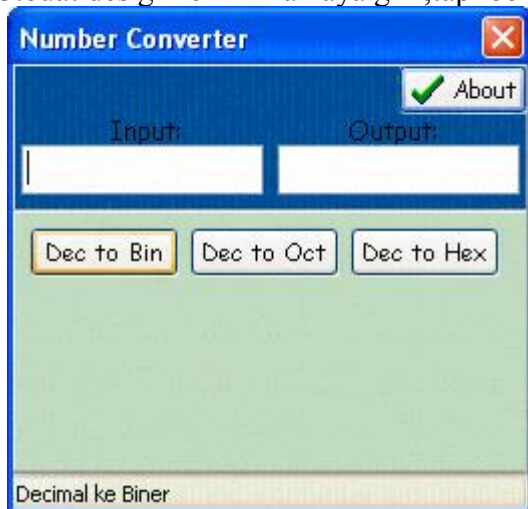 Number Converter
About
Input: Output:
Dec to Bin Dec to Oct Dec to Hex
Decimal ke Biner